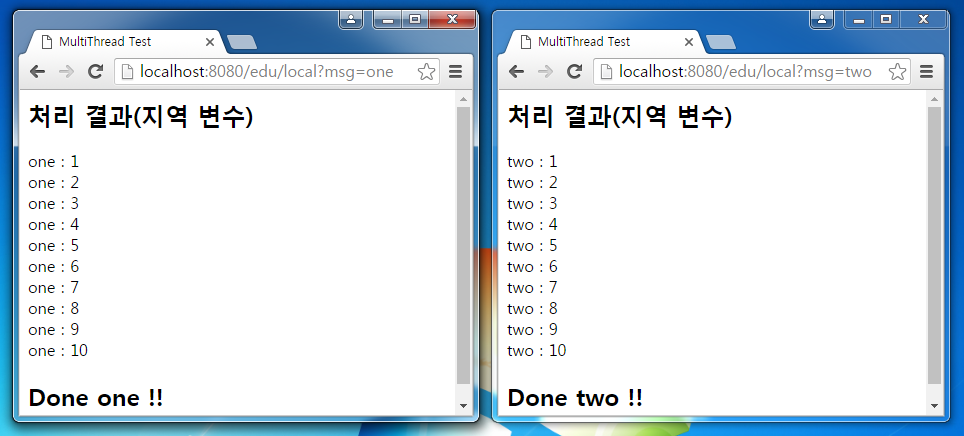 MultiThread Test
localhost:8080/edu/local?msg=one
처리 결과(지역 변수)
one : 1
one : 2
one : 3
one : 4
one : 5
one : 6
one : 7
one : 8
one : 9
one : 10
Done one !!
MultiThread Test
localhost:8080/edu/local?msg=two
처리 결과(지역 변수)
two : 1
two : 2
two : 3
two : 4
two : 5
two : 6
two : 7
two : 8
two : 9
two : 10
Done two !!